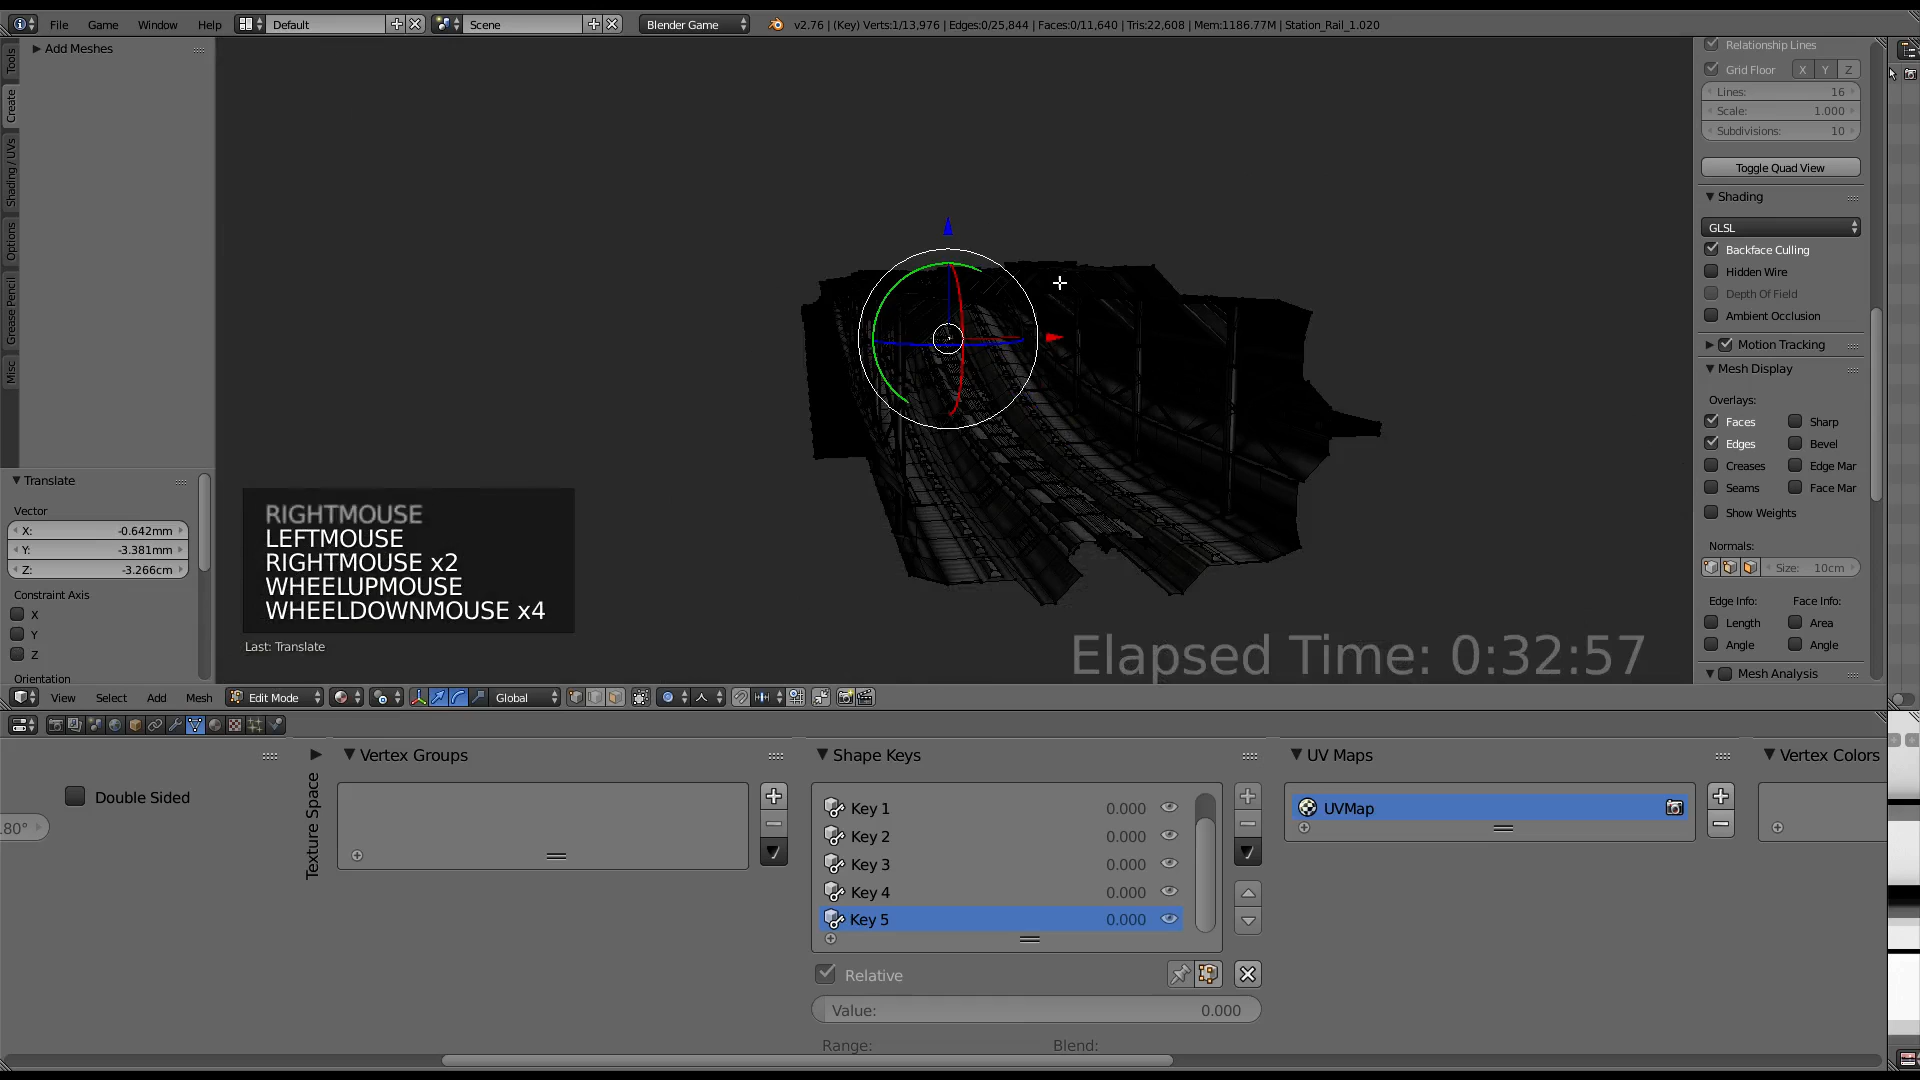 File Game Window Help Default Scene Blender Game v2.76 | (Key) Verts:1/13,976 | Edges:0/25,844 | Faces:0/11,640 | Tris:22,608 | Mem:1186.77M | Station_Rail_1.020
Tools
Create
Shading / UVs
Options
Grease Pencil
Misc
Add Meshes
Translate
Vector
X: -0.642mm
Y: -3.381mm
Z: -3.266cm
Constraint Axis
X
Y
Z
Orientation
RIGHTMOUSE
LEFTMOUSE
RIGHTMOUSE x2
WHEELUPMOUSE
WHEELDOWNMOUSE x4
Last: Translate
Elapsed Time: 0:32:57
Relationship Lines
Grid Floor X Y Z
Lines: 16
Scale: 1.000
Subdivisions: 10
Toggle Quad View
Shading
GLSL
Backface Culling
Hidden Wire
Depth Of Field
Ambient Occlusion
Motion Tracking
Mesh Display
Overlays:
Faces Sharp
Edges Bevel
Creases Edge Mar
Seams Face Mar
Show Weights
Normals:
Size: 10cm
Edge Info: Face Info:
Length Area
Angle Angle
Mesh Analysis
View Select Add Mesh Edit Mode Global
Double Sided
80°
Texture Space
Vertex Groups
Shape Keys
Key 1 0.000
Key 2 0.000
Key 3 0.000
Key 4 0.000
Key 5 0.000
Relative
Value: 0.000
Range: Blend:
UV Maps
UVMap
Vertex Colors